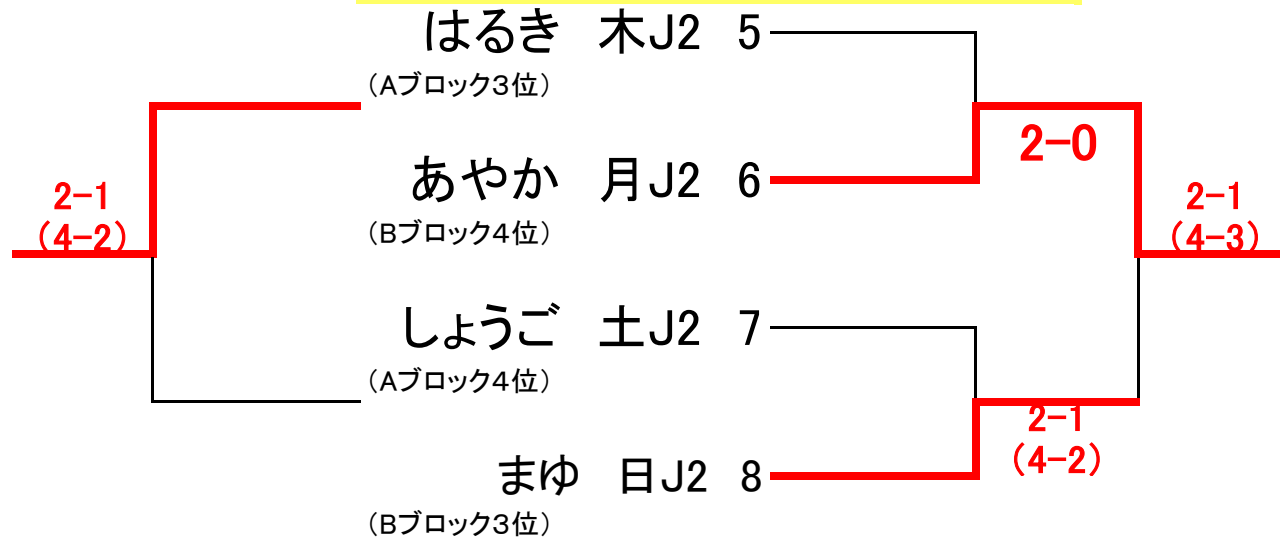 はるき 木J2 5
(Aブロック3位)
2-0
あやか 月J2 6
2-1
(4-2)
2-1
(4-3)
(Bブロック4位)
しょうご 土J2 7
(Aブロック4位)
2-1
(4-2)
まゆ 日J2 8
(Bブロック3位)